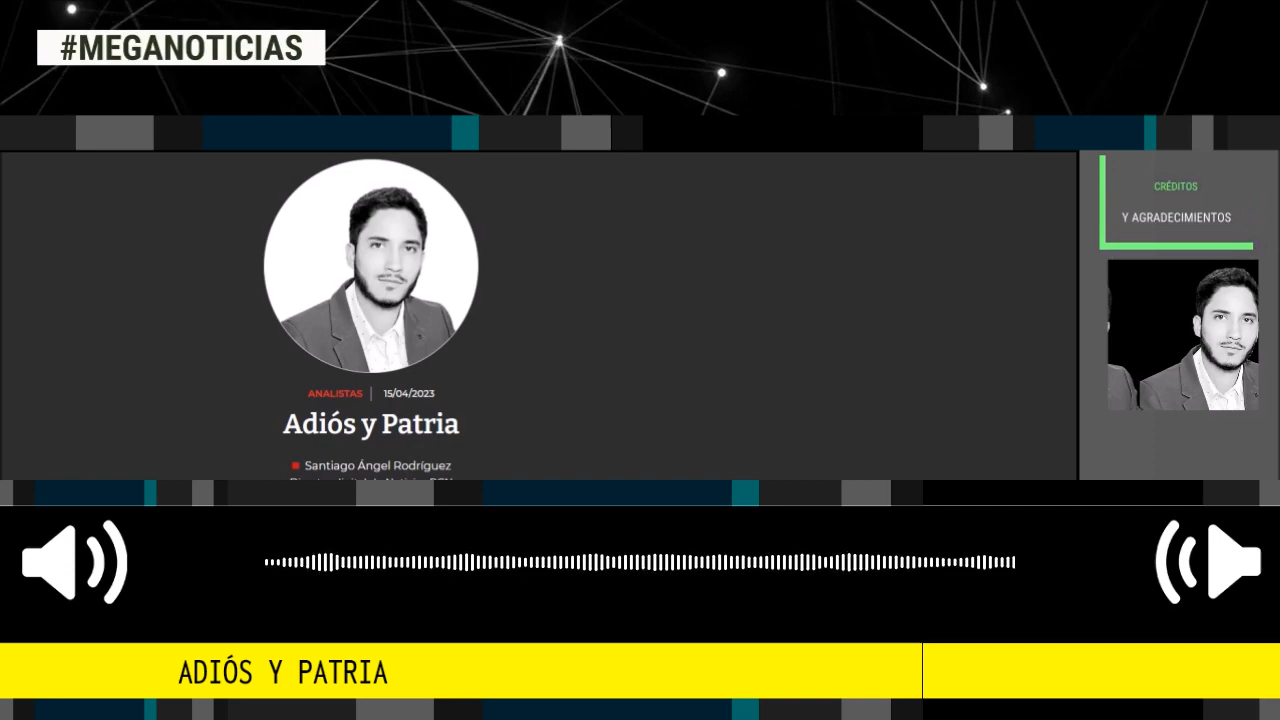 #MEGANOTICIAS
CRÉDITOS
Y AGRADECIMIENTOS
ANALISTAS | 15/04/2023
Adiós y Patria
Santiago Ángel Rodríguez
ADIÓS Y PATRIA